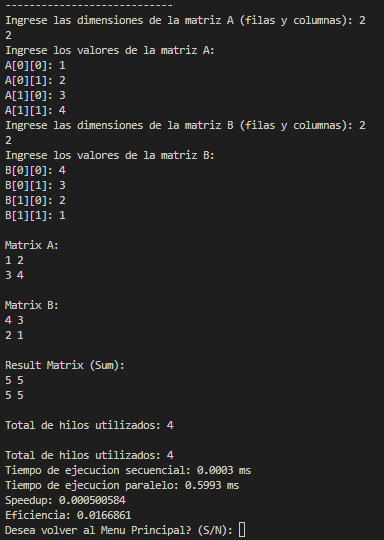 ----------------------------
Ingrese las dimensiones de la matriz A (filas y columnas): 2
2
Ingrese los valores de la matriz A:
A[0][0]: 1
A[0][1]: 2
A[1][0]: 3
A[1][1]: 4
Ingrese las dimensiones de la matriz B (filas y columnas): 2
2
Ingrese los valores de la matriz B:
B[0][0]: 4
B[0][1]: 3
B[1][0]: 2
B[1][1]: 1
Matrix A:
1 2
3 4
Matrix B:
4 3
2 1
Result Matrix (Sum):
5 5
5 5
Total de hilos utilizados: 4
Total de hilos utilizados: 4
Tiempo de ejecucion secuencial: 0.0003 ms
Tiempo de ejecucion paralelo: 0.5993 ms
Speedup: 0.000500584
Eficiencia: 0.0166861
Desea volver al Menu Principal? (S/N):